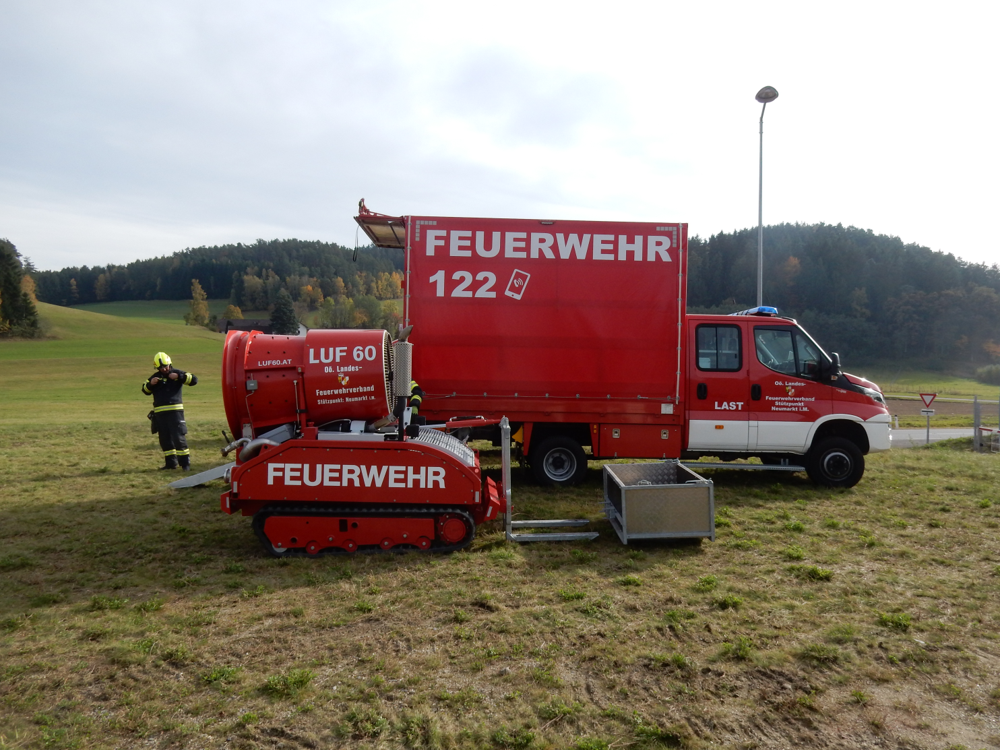 FEUERWEHR
122
LUF60.AT
LUF 60
Oö. Landes-
Feuerwehrverband
Stützpunkt: Neumarkt i.M.
FEUERWEHR
LAST
Oö. Landes-
Feuerwehrverband
Stützpunkt
Neumarkt i.M.